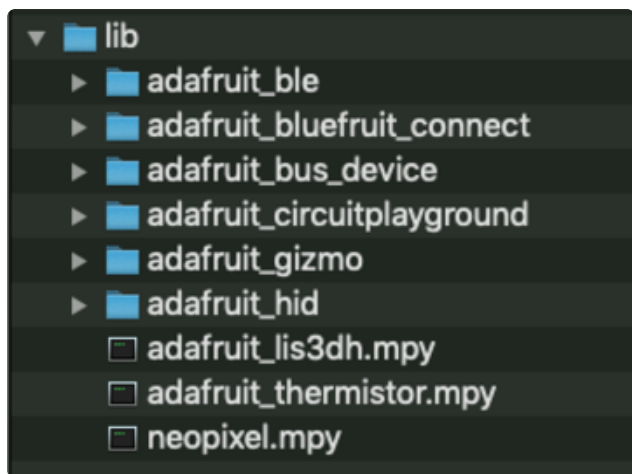 lib
adafruit_ble
adafruit_bluefruit_connect
adafruit_bus_device
adafruit_circuitplayground
adafruit_gizmo
adafruit_hid
adafruit_lis3dh.mpy
adafruit_thermistor.mpy
neopixel.mpy